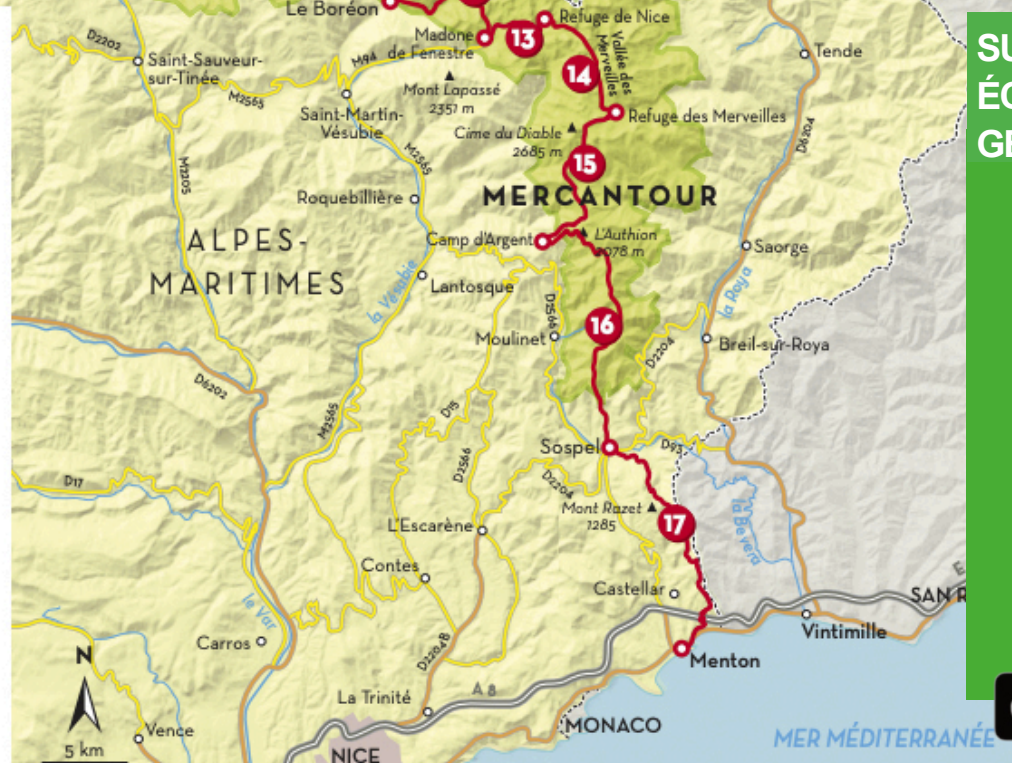 Le Boréon
Refuge de Nice
SU
D2202
Saint-Sauveur-
sur-Tinée
Madone
de Fenestre
13
Tende
M94
Vallée des
Merveilles
14
ÉC
Mont Lapassé
2351 m
M2565
Saint-Martin-
Vésubie
Refuge des Merveilles
Cime du Diable
2685 m
D6204
GE
M2205
M2565
15
Roquebillière
MERCANTOUR
ALPES-
MARITIMES
Camp d'Argent
L'Authion
2078 m
Saorge
la Vésubie
Lantosque
la Roya
D2566
16
Moulinet
D2204
Breil-sur-Roya
D6202
M2565
D15
Sospel
D93
D2566
D17
D2204
Mont Razet
1285
la Bevera
L'Escarène
17
Contes
Castellar
SAN R
E
le Var
Carros
Vintimille
N
D2204B
Menton
La Trinité
A8
MONACO
Vence
5 km
NICE
MER MÉDITERRANÉE